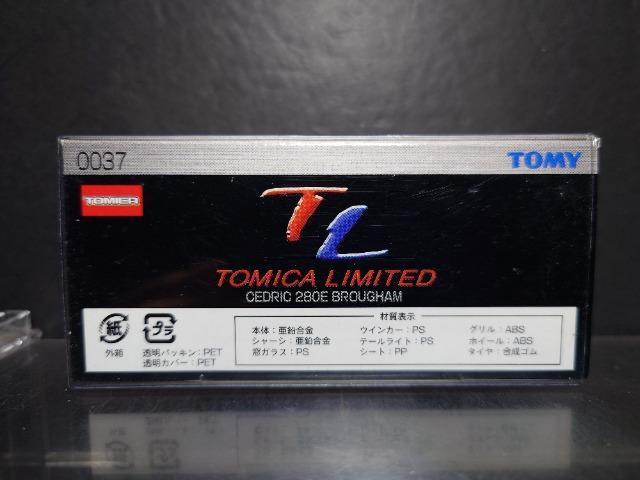 0037
TOMY
TOMICA
TL
TOMICA LIMITED
CEDRIC 280E BROUGHAM
紙
外箱
プラ
透明パッキン:PET
透明カバー:PET
材質表示
本体:亜鉛合金 ウインカー:PS グリル:ABS
シャーシ:亜鉛合金 テールライト:PS ホイール:ABS
窓ガラス:PS シート:PP タイヤ:合成ゴム